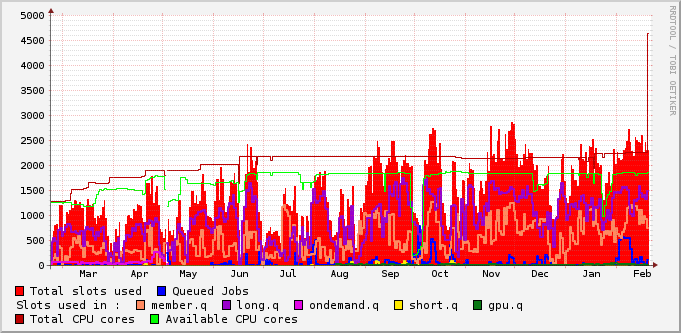 5000
4500
4000
3500
3000
2500
2000
1500
1000
500
0
Mar Apr May Jun Jul Aug Sep Oct Nov Dec Jan Feb
Total slots used Queued Jobs
Slots used in : member.q long.q ondemand.q short.q gpu.q
Total CPU cores Available CPU cores
RRDTOOL / TOBI OETIKER